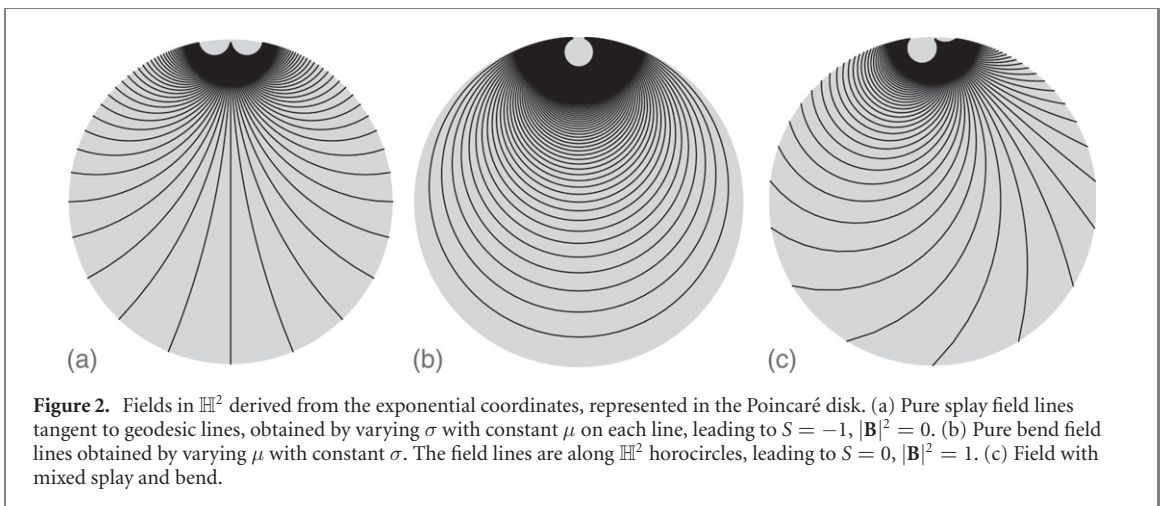 (a)
(b)
(c)
Figure 2. Fields in ℍ² derived from the exponential coordinates, represented in the Poincaré disk. (a) Pure splay field lines
tangent to geodesic lines, obtained by varying σ with constant μ on each line, leading to S = −1, |B|² = 0. (b) Pure bend field
lines obtained by varying μ with constant σ. The field lines are along ℍ² horocircles, leading to S = 0, |B|² = 1. (c) Field with
mixed splay and bend.